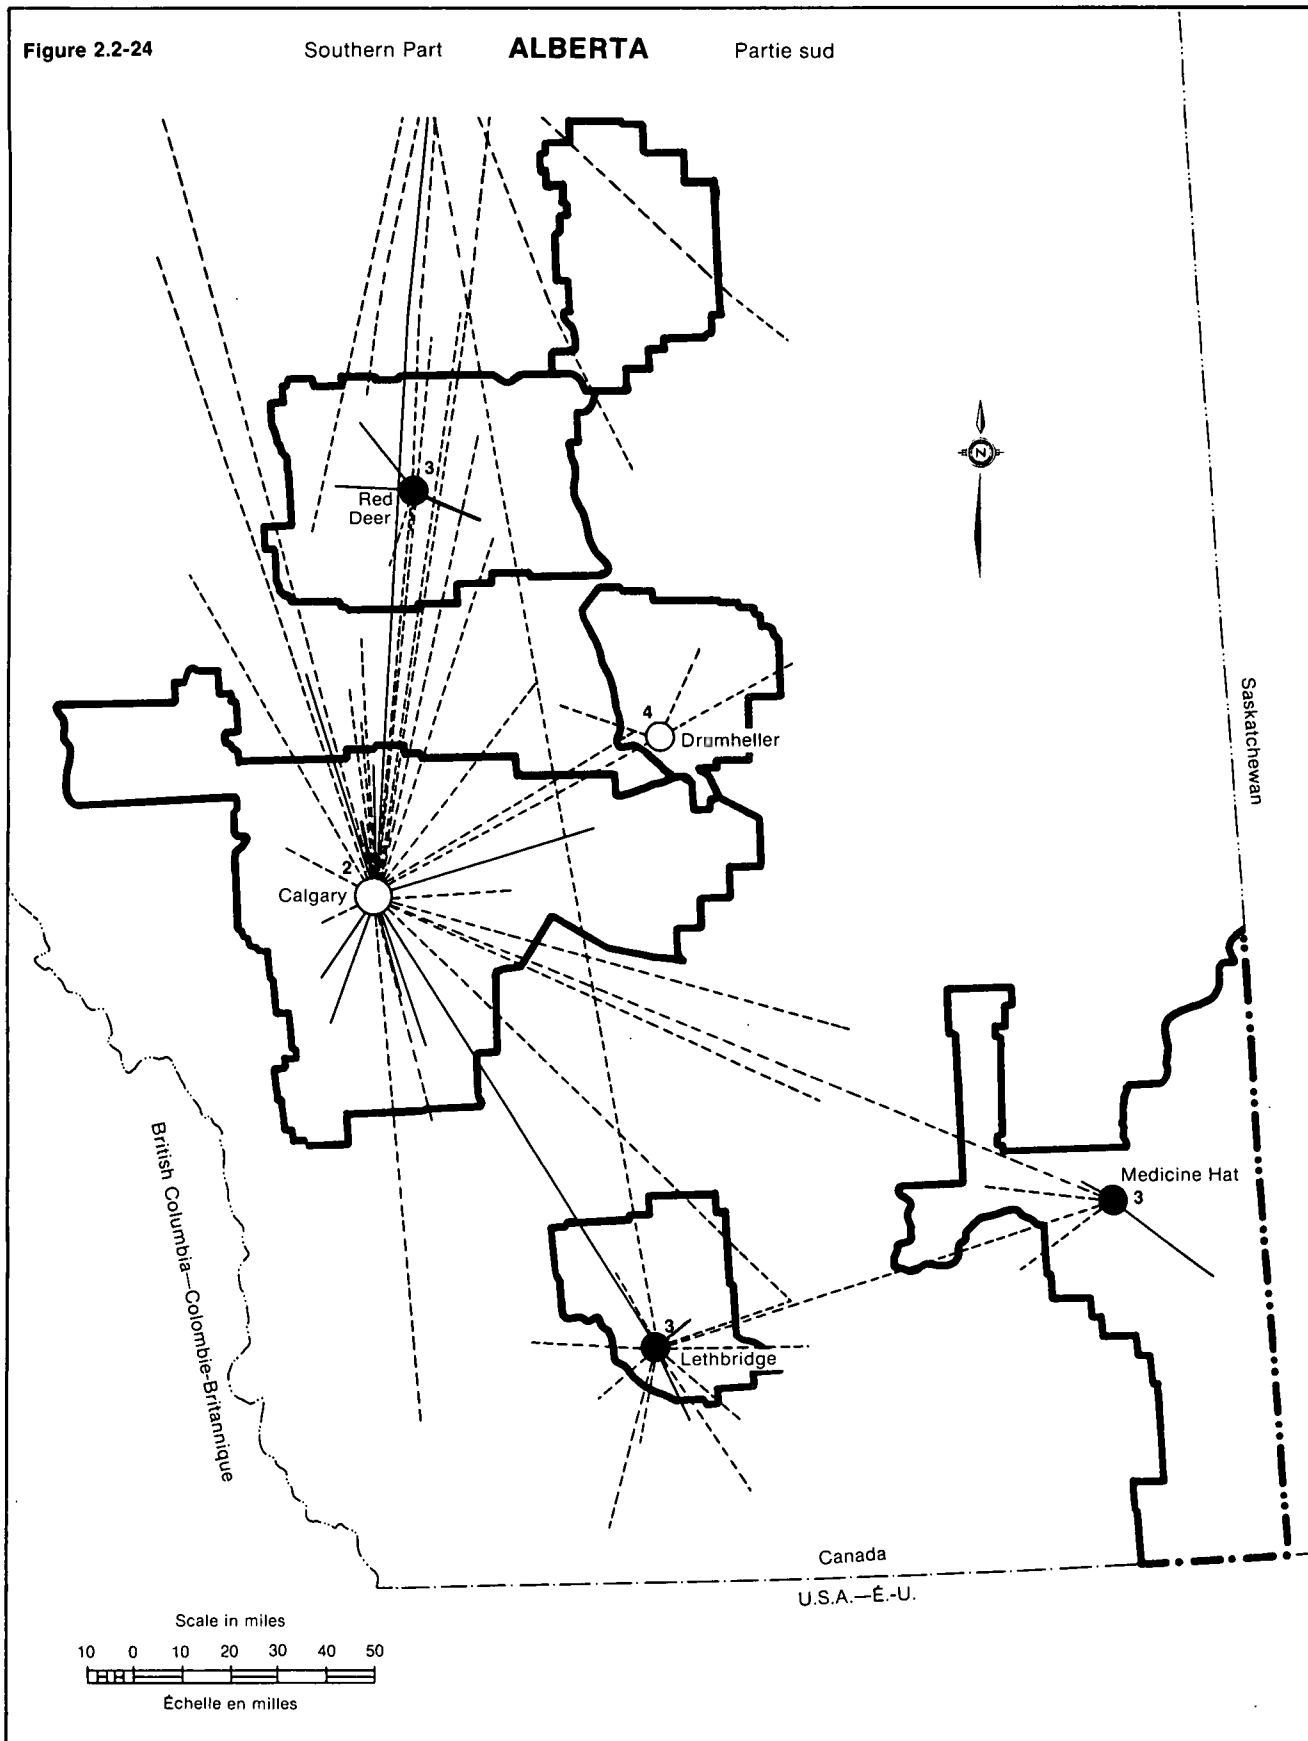 Figure 2.2-24
Southern Part
ALBERTA
Partie sud
N
3
Red
Deer
Saskatchewan
4
Drumheller
2
Calgary
British Columbia—Colombie-Britannique
Medicine Hat
3
3
Lethbridge
Canada
U.S.A.—É.-U.
Scale in miles
10 0 10 20 30 40 50
Échelle en milles